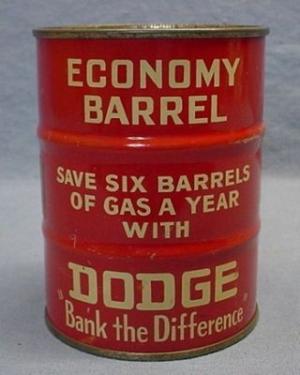 ECONOMY
BARREL
SAVE SIX BARRELS
OF GAS A YEAR
WITH
DODGE
"Bank the Difference"